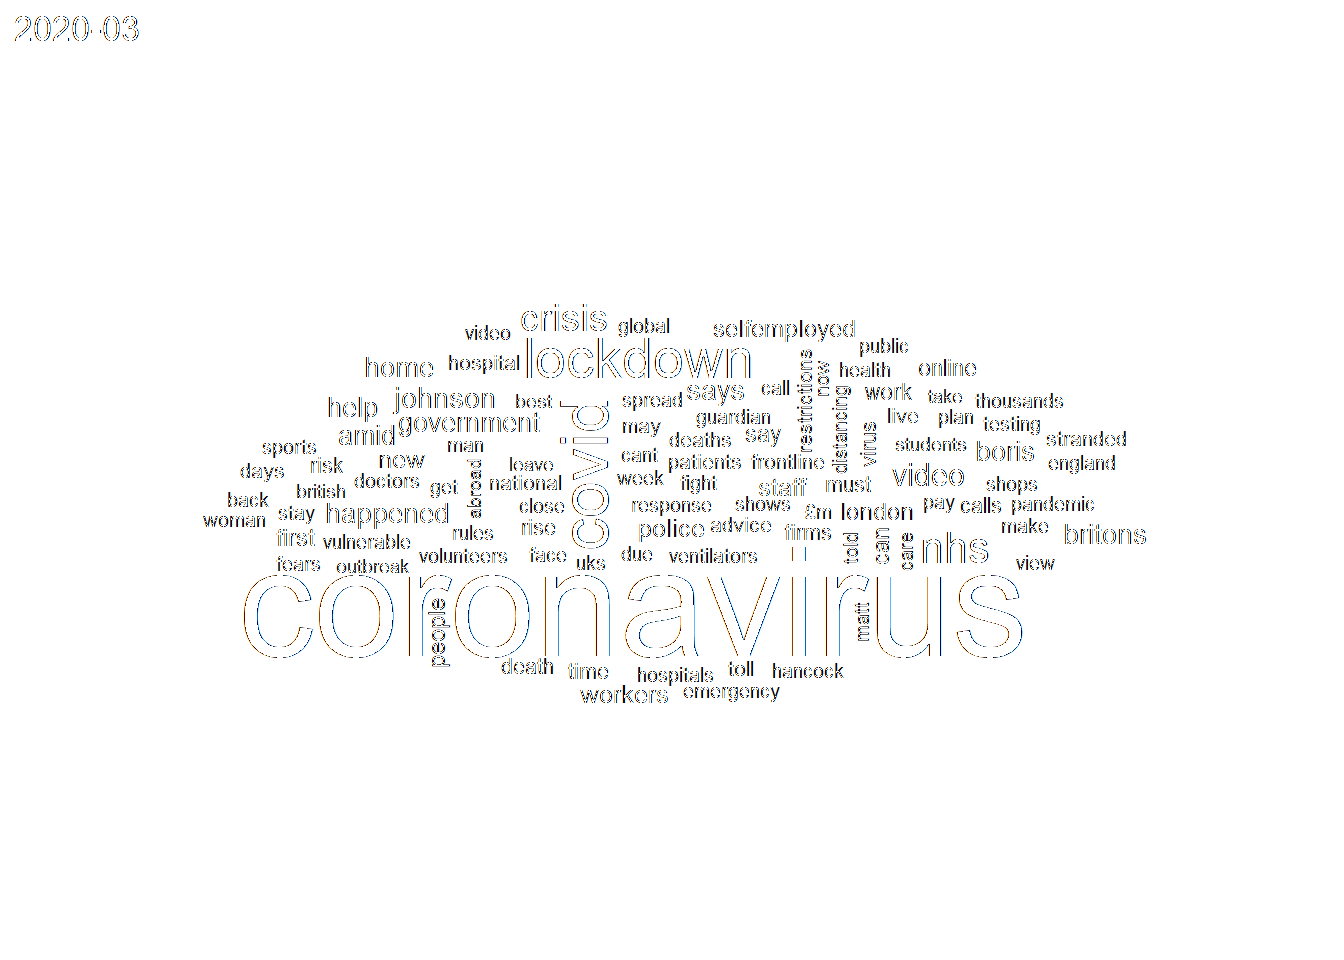 2020-03
crisis
video global selfemployed
lockdown public
home hospital restrictions now health online
johnson says call work take thousands
help best spread distancing
government covid may guardian live plan testing
amid deaths say virus stranded
sports man students boris
new cant patients frontline england
days risk leave
doctors abroad national week fight video
british get staff must shops
back close response shows pay calls pandemic
woman stay happened £m london
first rules rise police advice firms make britons
vulnerable told can care nhs
fears outbreak volunteers face uks due ventilators view
coronavirus
people matt
death time hospitals toll hancock
workers emergency